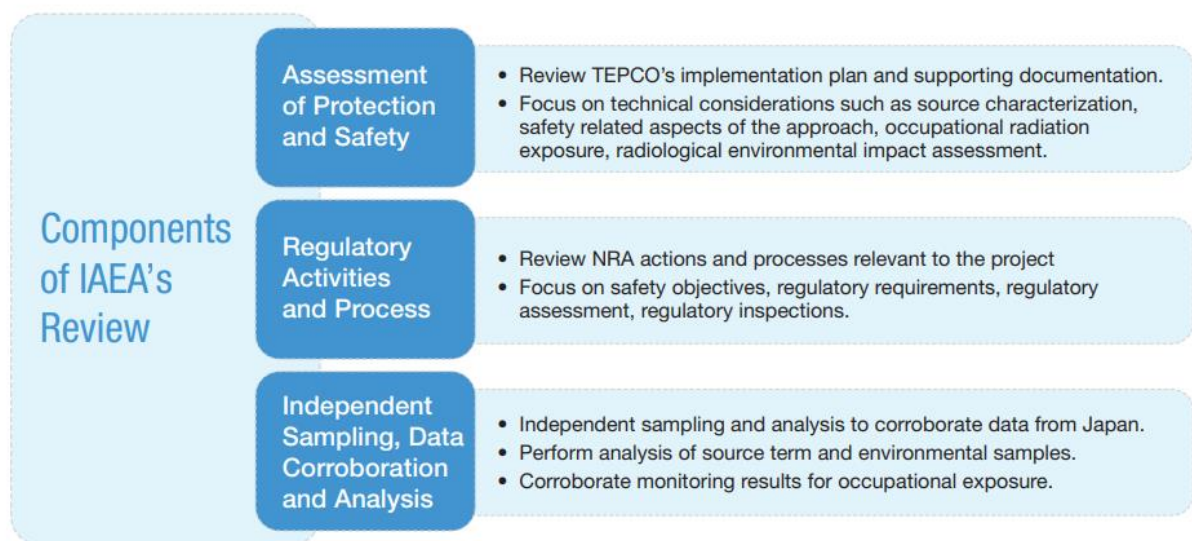 Components
of IAEA's
Review
Assessment
of Protection
and Safety
• Review TEPCO's implementation plan and supporting documentation.
• Focus on technical considerations such as source characterization,
safety related aspects of the approach, occupational radiation
exposure, radiological environmental impact assessment.
Regulatory
Activities
and Process
• Review NRA actions and processes relevant to the project
• Focus on safety objectives, regulatory requirements, regulatory
assessment, regulatory inspections.
Independent
Sampling, Data
Corroboration
and Analysis
• Independent sampling and analysis to corroborate data from Japan.
• Perform analysis of source term and environmental samples.
• Corroborate monitoring results for occupational exposure.